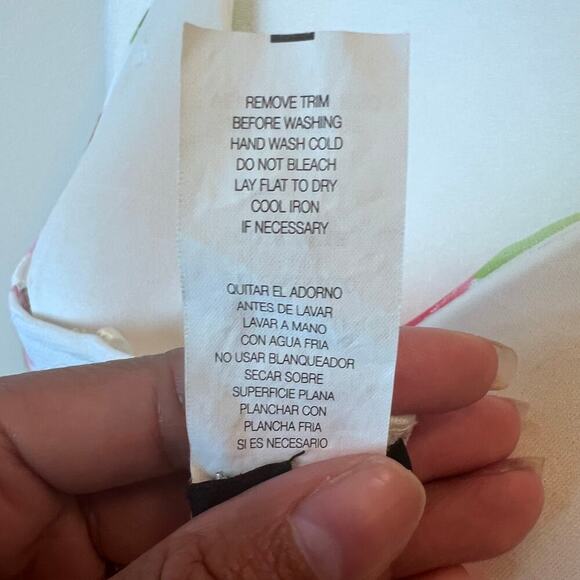 REMOVE TRIM
BEFORE WASHING
HAND WASH COLD
DO NOT BLEACH
LAY FLAT TO DRY
COOL IRON
IF NECESSARY
QUITAR EL ADORNO
ANTES DE LAVAR
LAVAR A MANO
CON AGUA FRIA
NO USAR BLANQUEADOR
SECAR SOBRE
SUPERFICIE PLANA
PLANCHAR CON
PLANCHA FRIA
SI ES NECESARIO